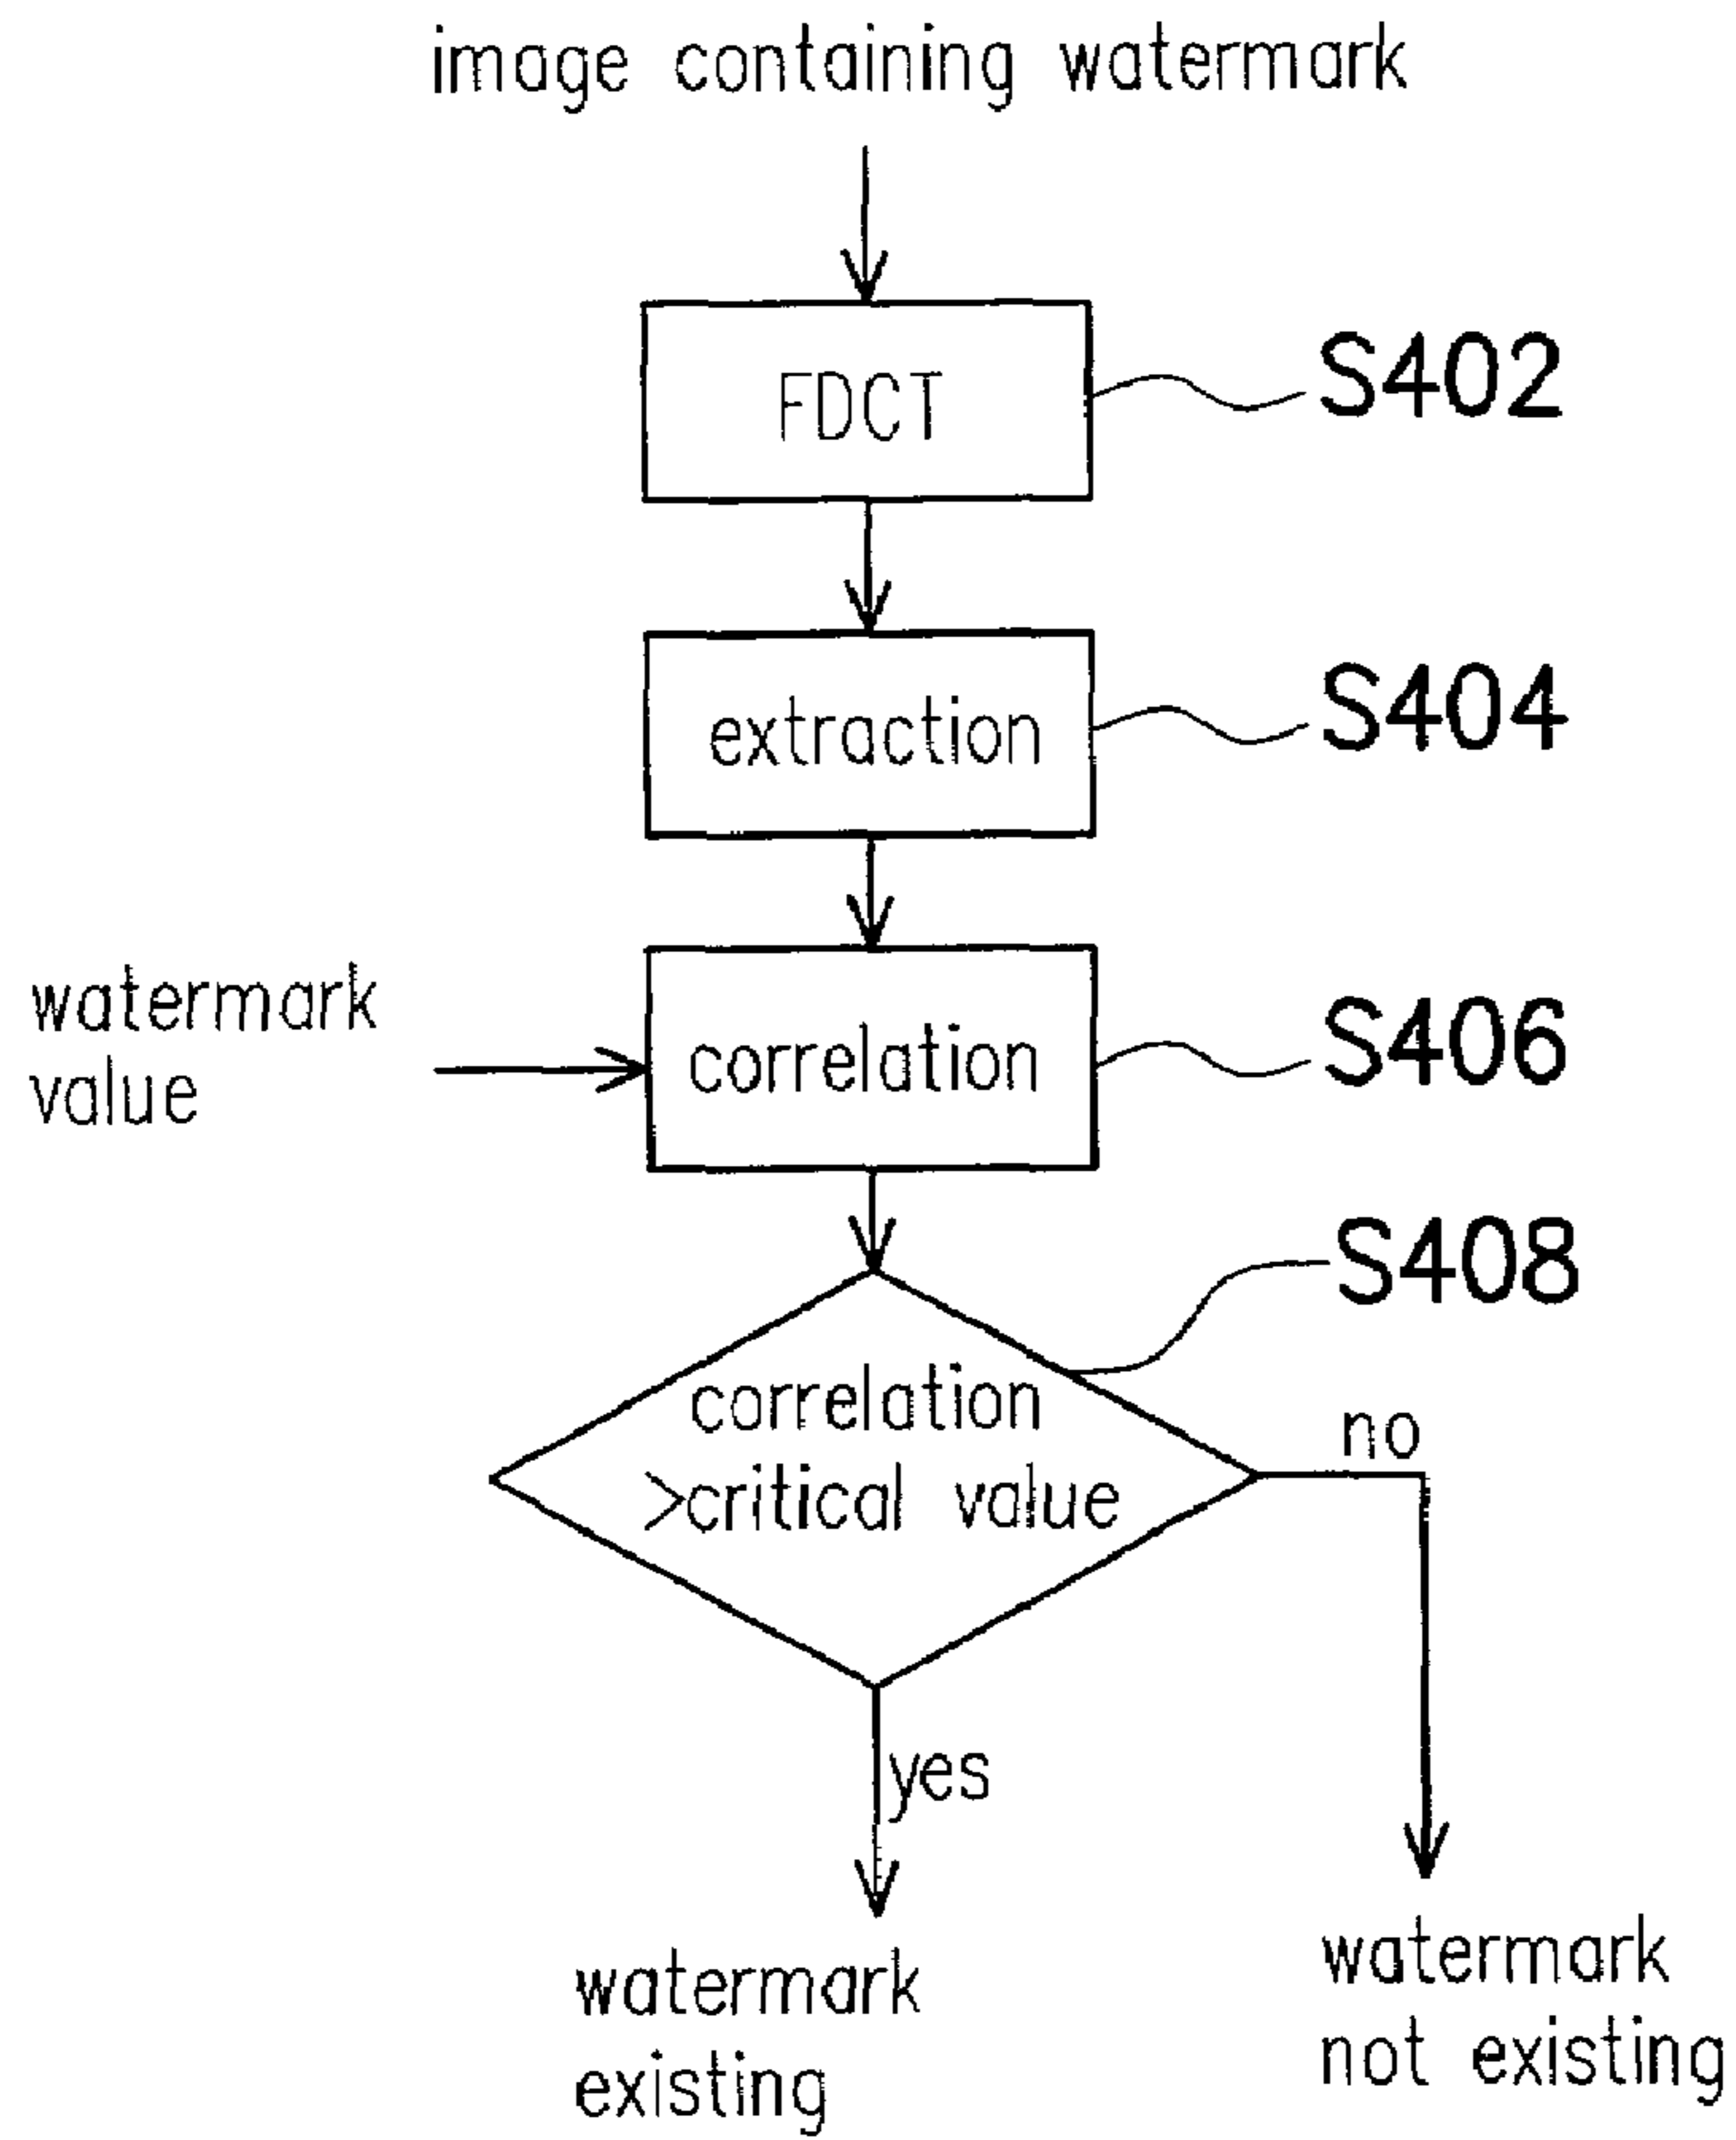 image containing watermark
FDCT
S402
extraction
S404
watermark
value
correlation
S406
S408
correlation
>critical value
no
yes
watermark
existing
watermark
not existing